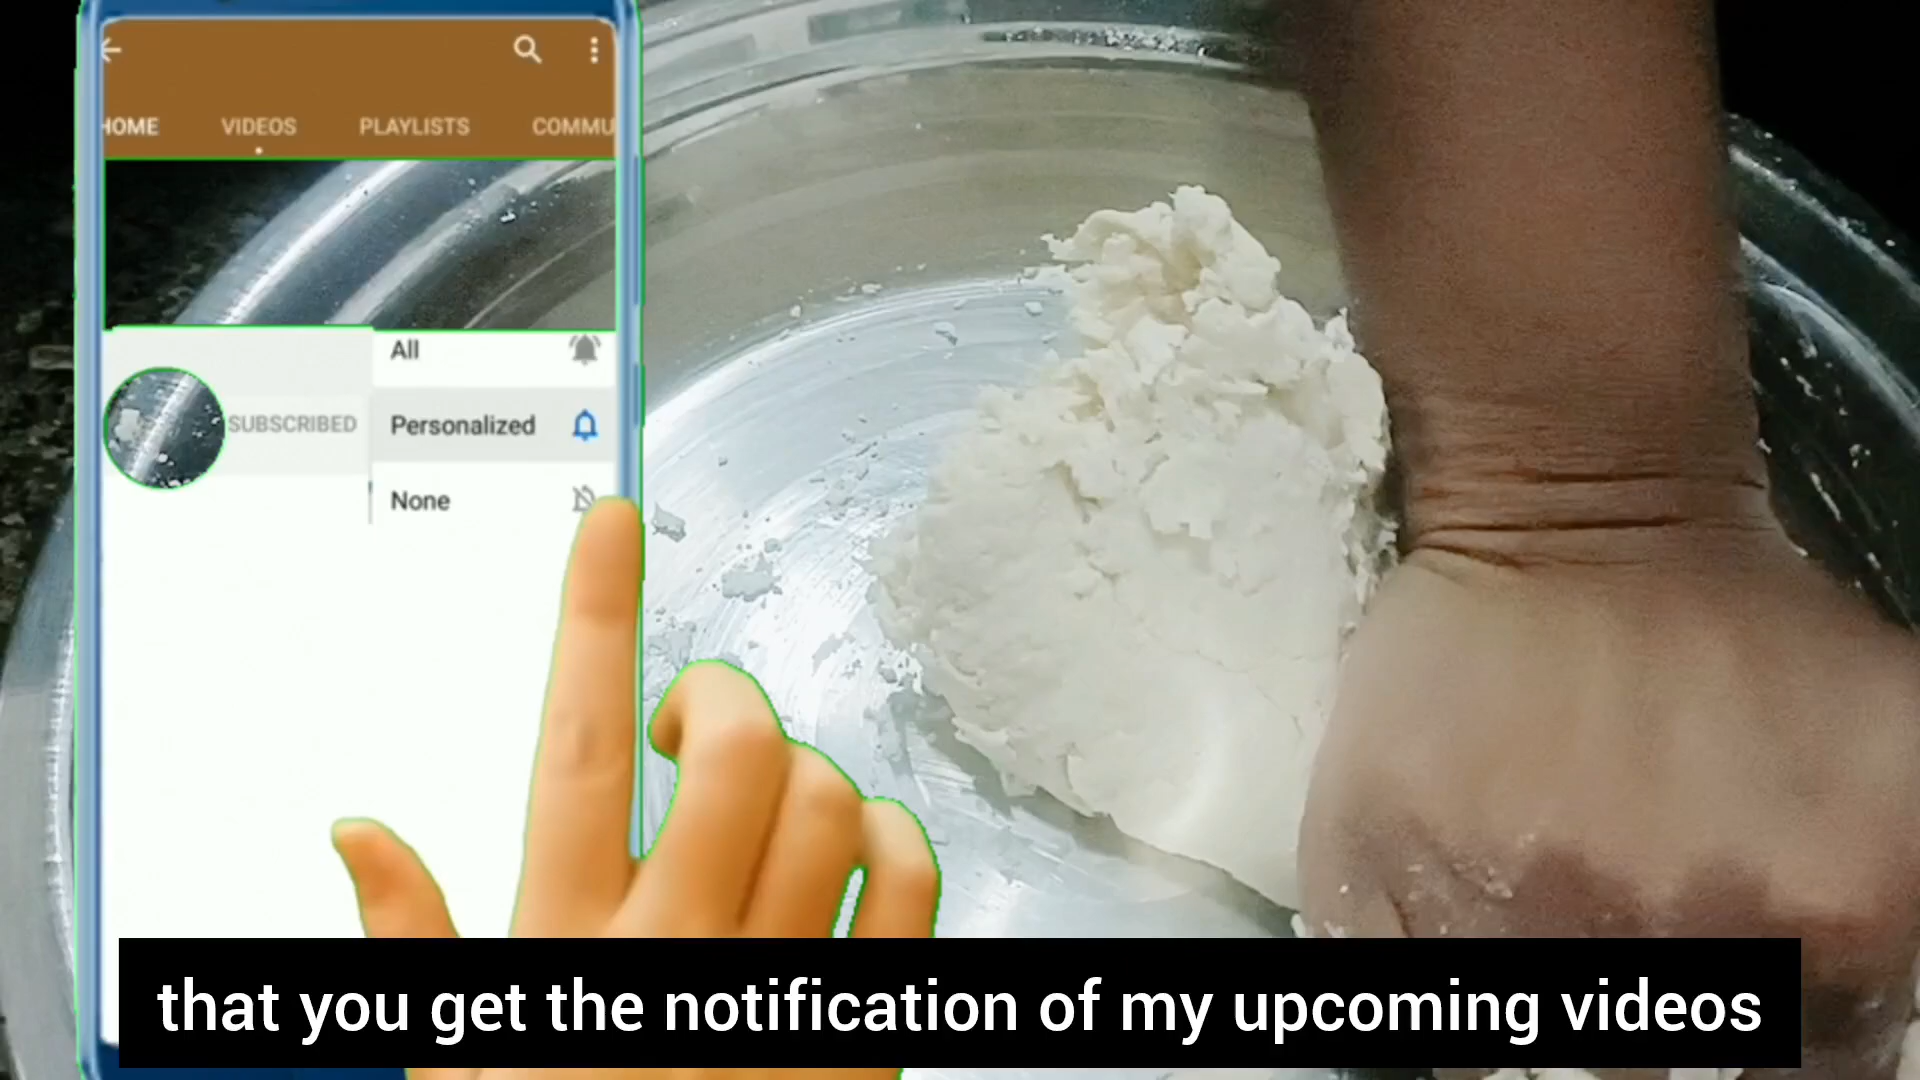 HOME VIDEOS PLAYLISTS COMMU
All
SUBSCRIBED Personalized
None
that you get the notification of my upcoming videos